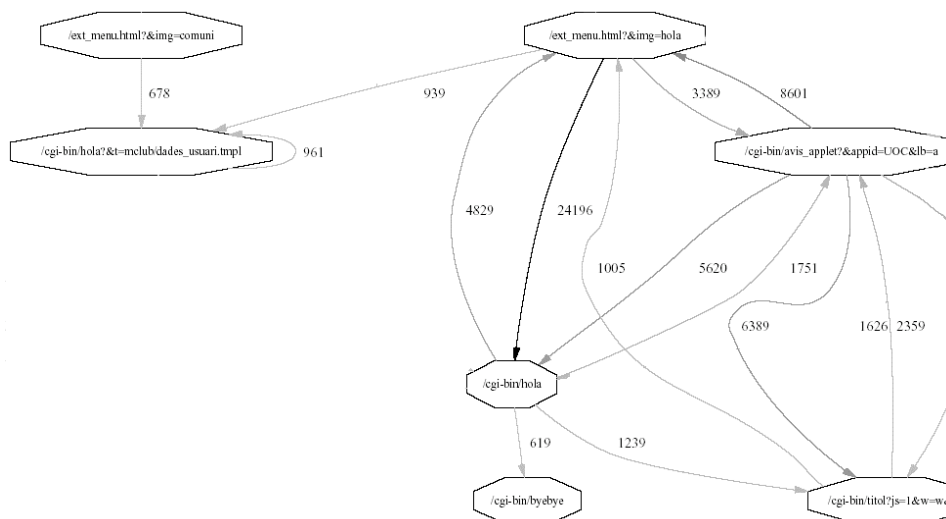 /ext_menu.html?&img=comuni
/ext_menu.html?&img=hola
678
939
3389
8601
/cgi-bin/hola?&t=mclub/dades_usuari.tmpl
961
/cgi-bin/avis_applet?&appid=UOC&lb=a
4829
24196
1005
5620
1751
6389
1626
2359
/cgi-bin/hola
619
1239
/cgi-bin/byebye
/cgi-bin/titol?js=1&w=w